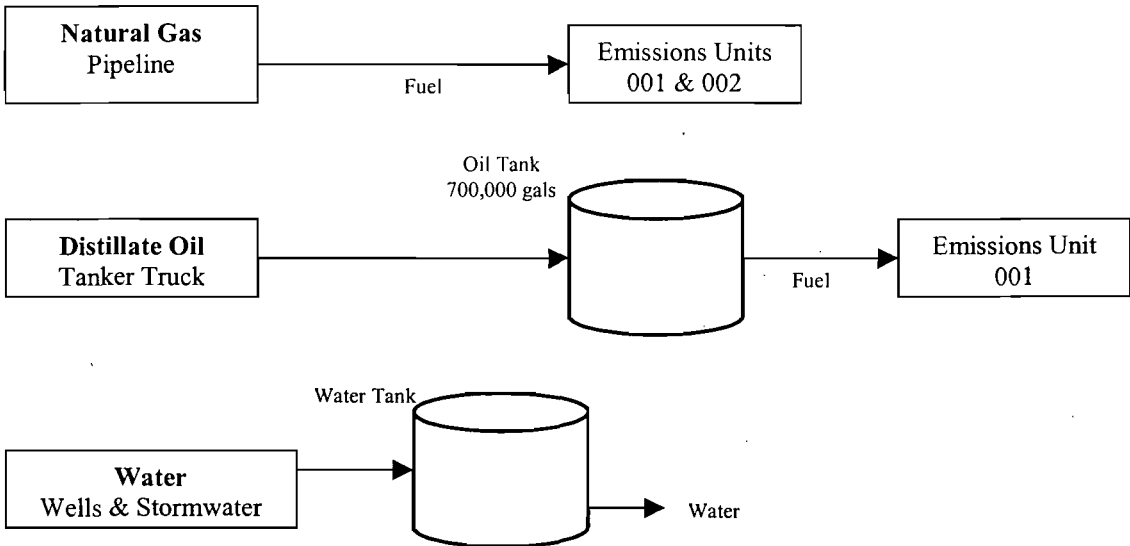 Natural Gas
Pipeline
Fuel
Emissions Units
001 & 002
Oil Tank
700,000 gals
Distillate Oil
Tanker Truck
Fuel
Emissions Unit
001
Water Tank
Water
Wells & Stormwater
Water